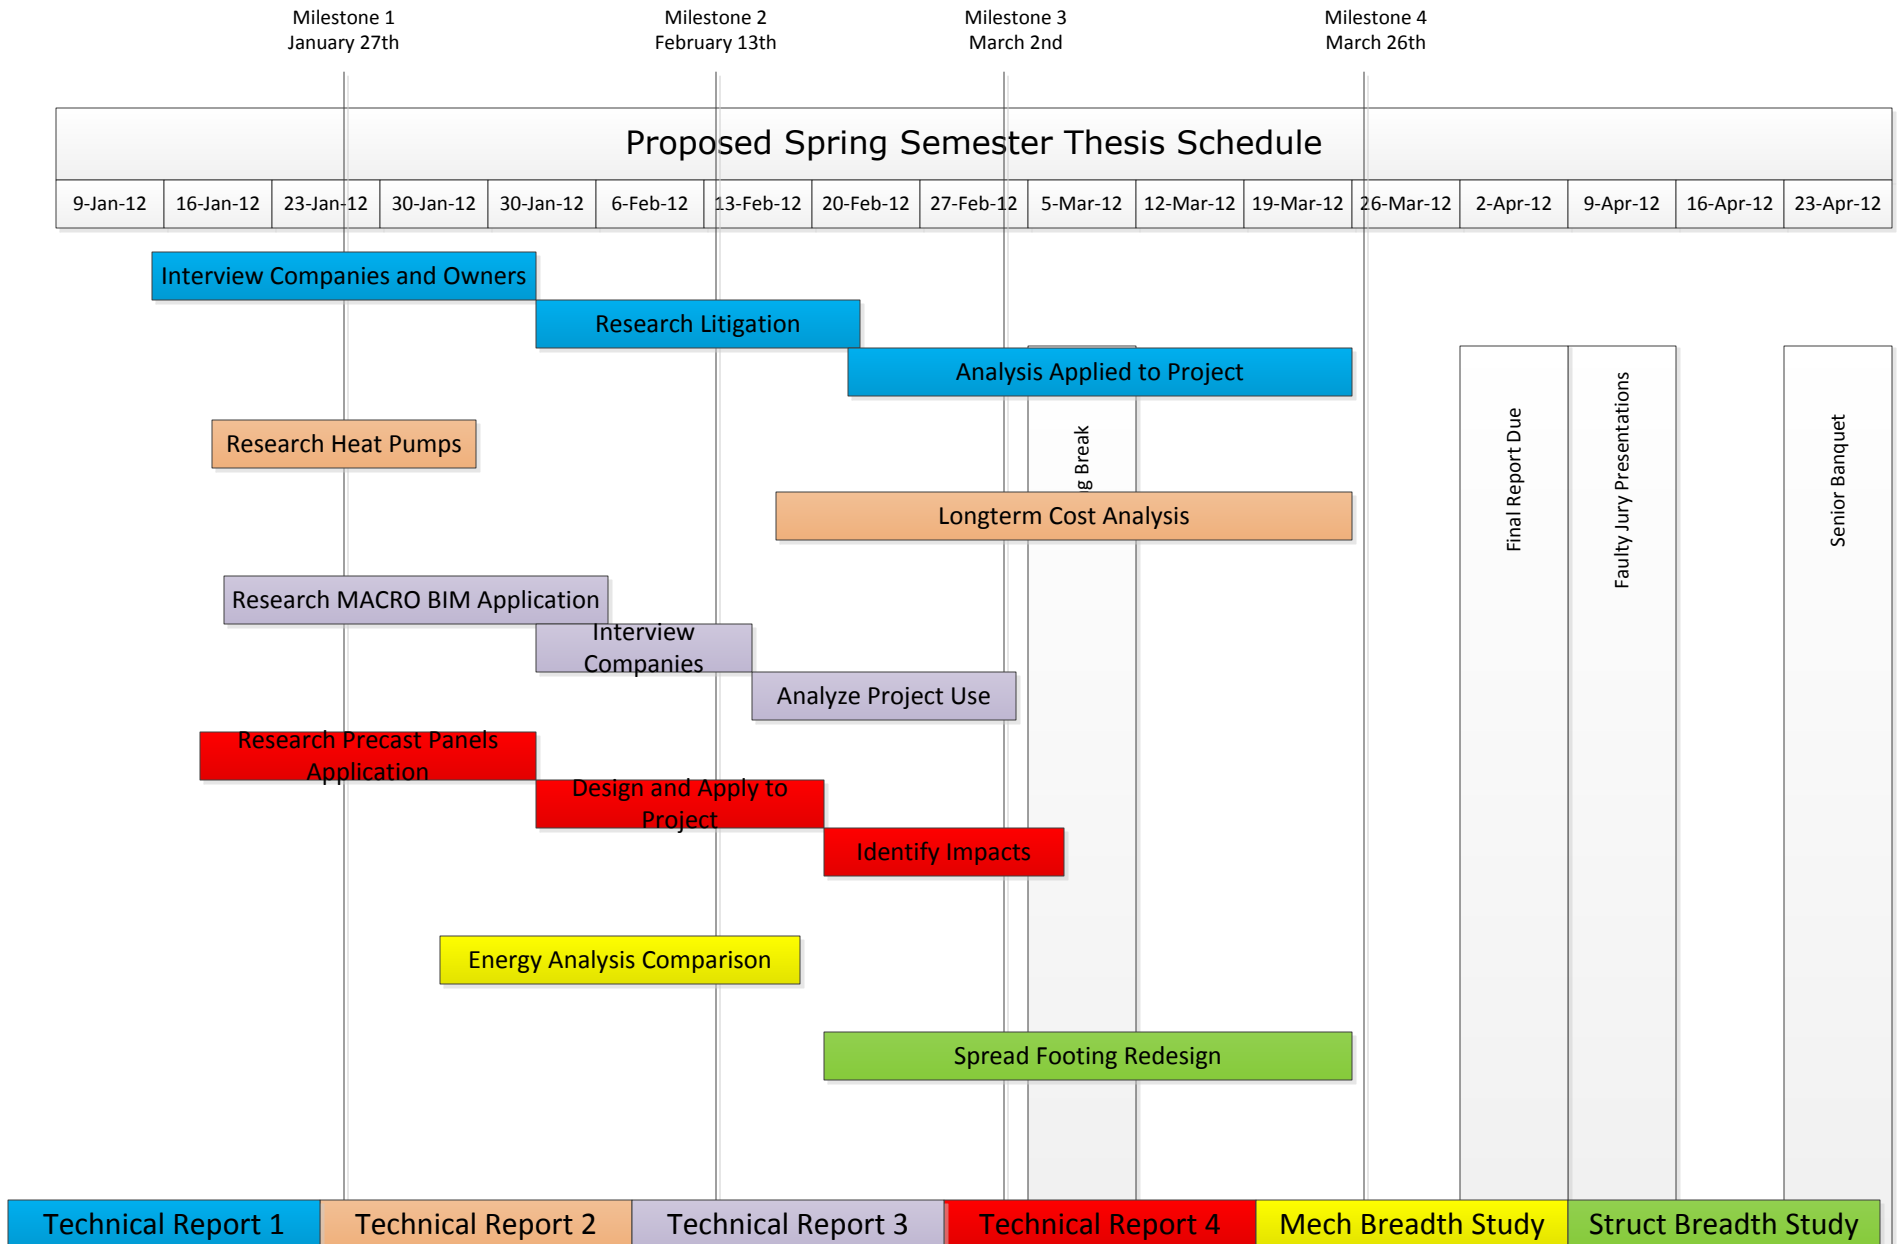 Milestone 1
January 27th
Milestone 2
February 13th
Milestone 3
March 2nd
Milestone 4
March 26th
Proposed Spring Semester Thesis Schedule
9-Jan-12 16-Jan-12 23-Jan-12 30-Jan-12 30-Jan-12 6-Feb-12 13-Feb-12 20-Feb-12 27-Feb-12 5-Mar-12 12-Mar-12 19-Mar-12 26-Mar-12 2-Apr-12 9-Apr-12 16-Apr-12 23-Apr-12
Interview Companies and Owners
Research Litigation
Analysis Applied to Project
Research Heat Pumps
Break
Longterm Cost Analysis
Final Report Due
Faulty Jury Presentations
Senior Banquet
Research MACRO BIM Application
Interview
Companies
Analyze Project Use
Research Precast Panels
Application
Design and Apply to
Project
Identify Impacts
Energy Analysis Comparison
Spread Footing Redesign
Technical Report 1 Technical Report 2 Technical Report 3 Technical Report 4 Mech Breadth Study Struct Breadth Study